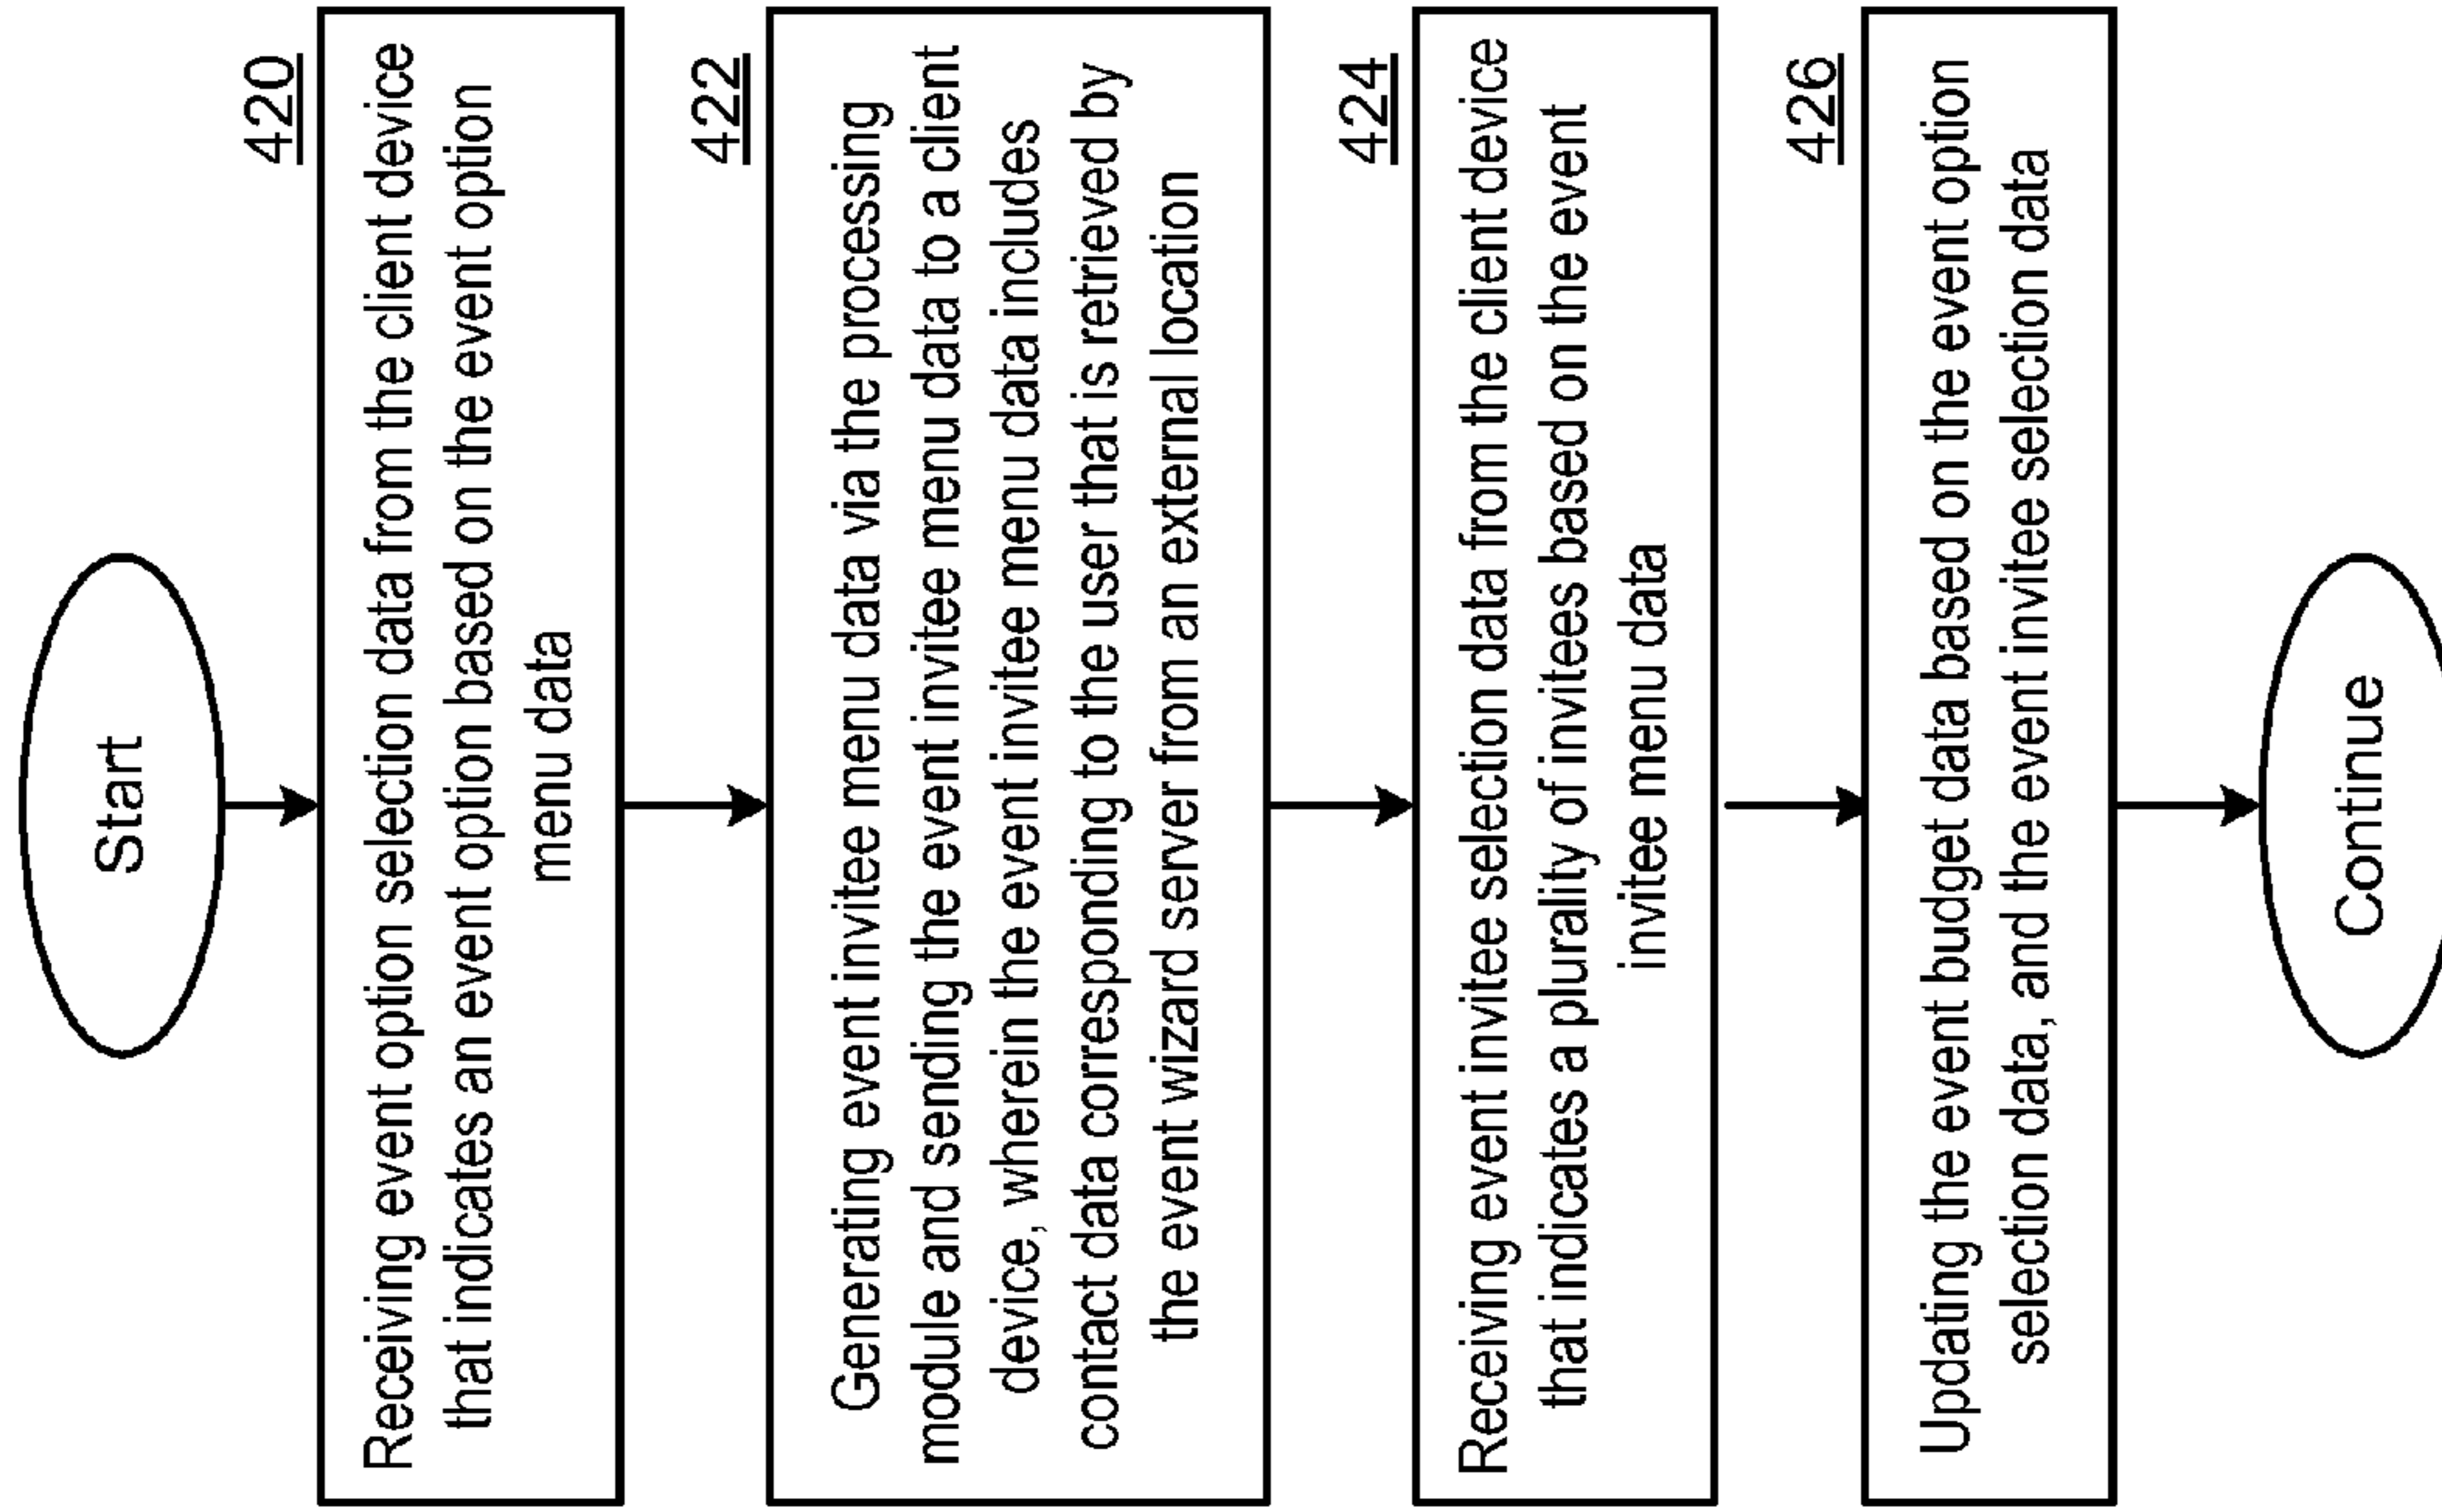 Start
420
Receiving event option selection data from the client device
that indicates an event option based on the event option
menu data
422
Generating event invitee menu data via the processing
module and sending the event invitee menu data to a client
device, wherein the event invitee menu data includes
contact data corresponding to the user that is retrieved by
the event wizard server from an external location
424
Receiving event invitee selection data from the client device
that indicates a plurality of invitees based on the event
invitee menu data
426
Updating the event budget data based on the event option
selection data, and the event invitee selection data
Continue